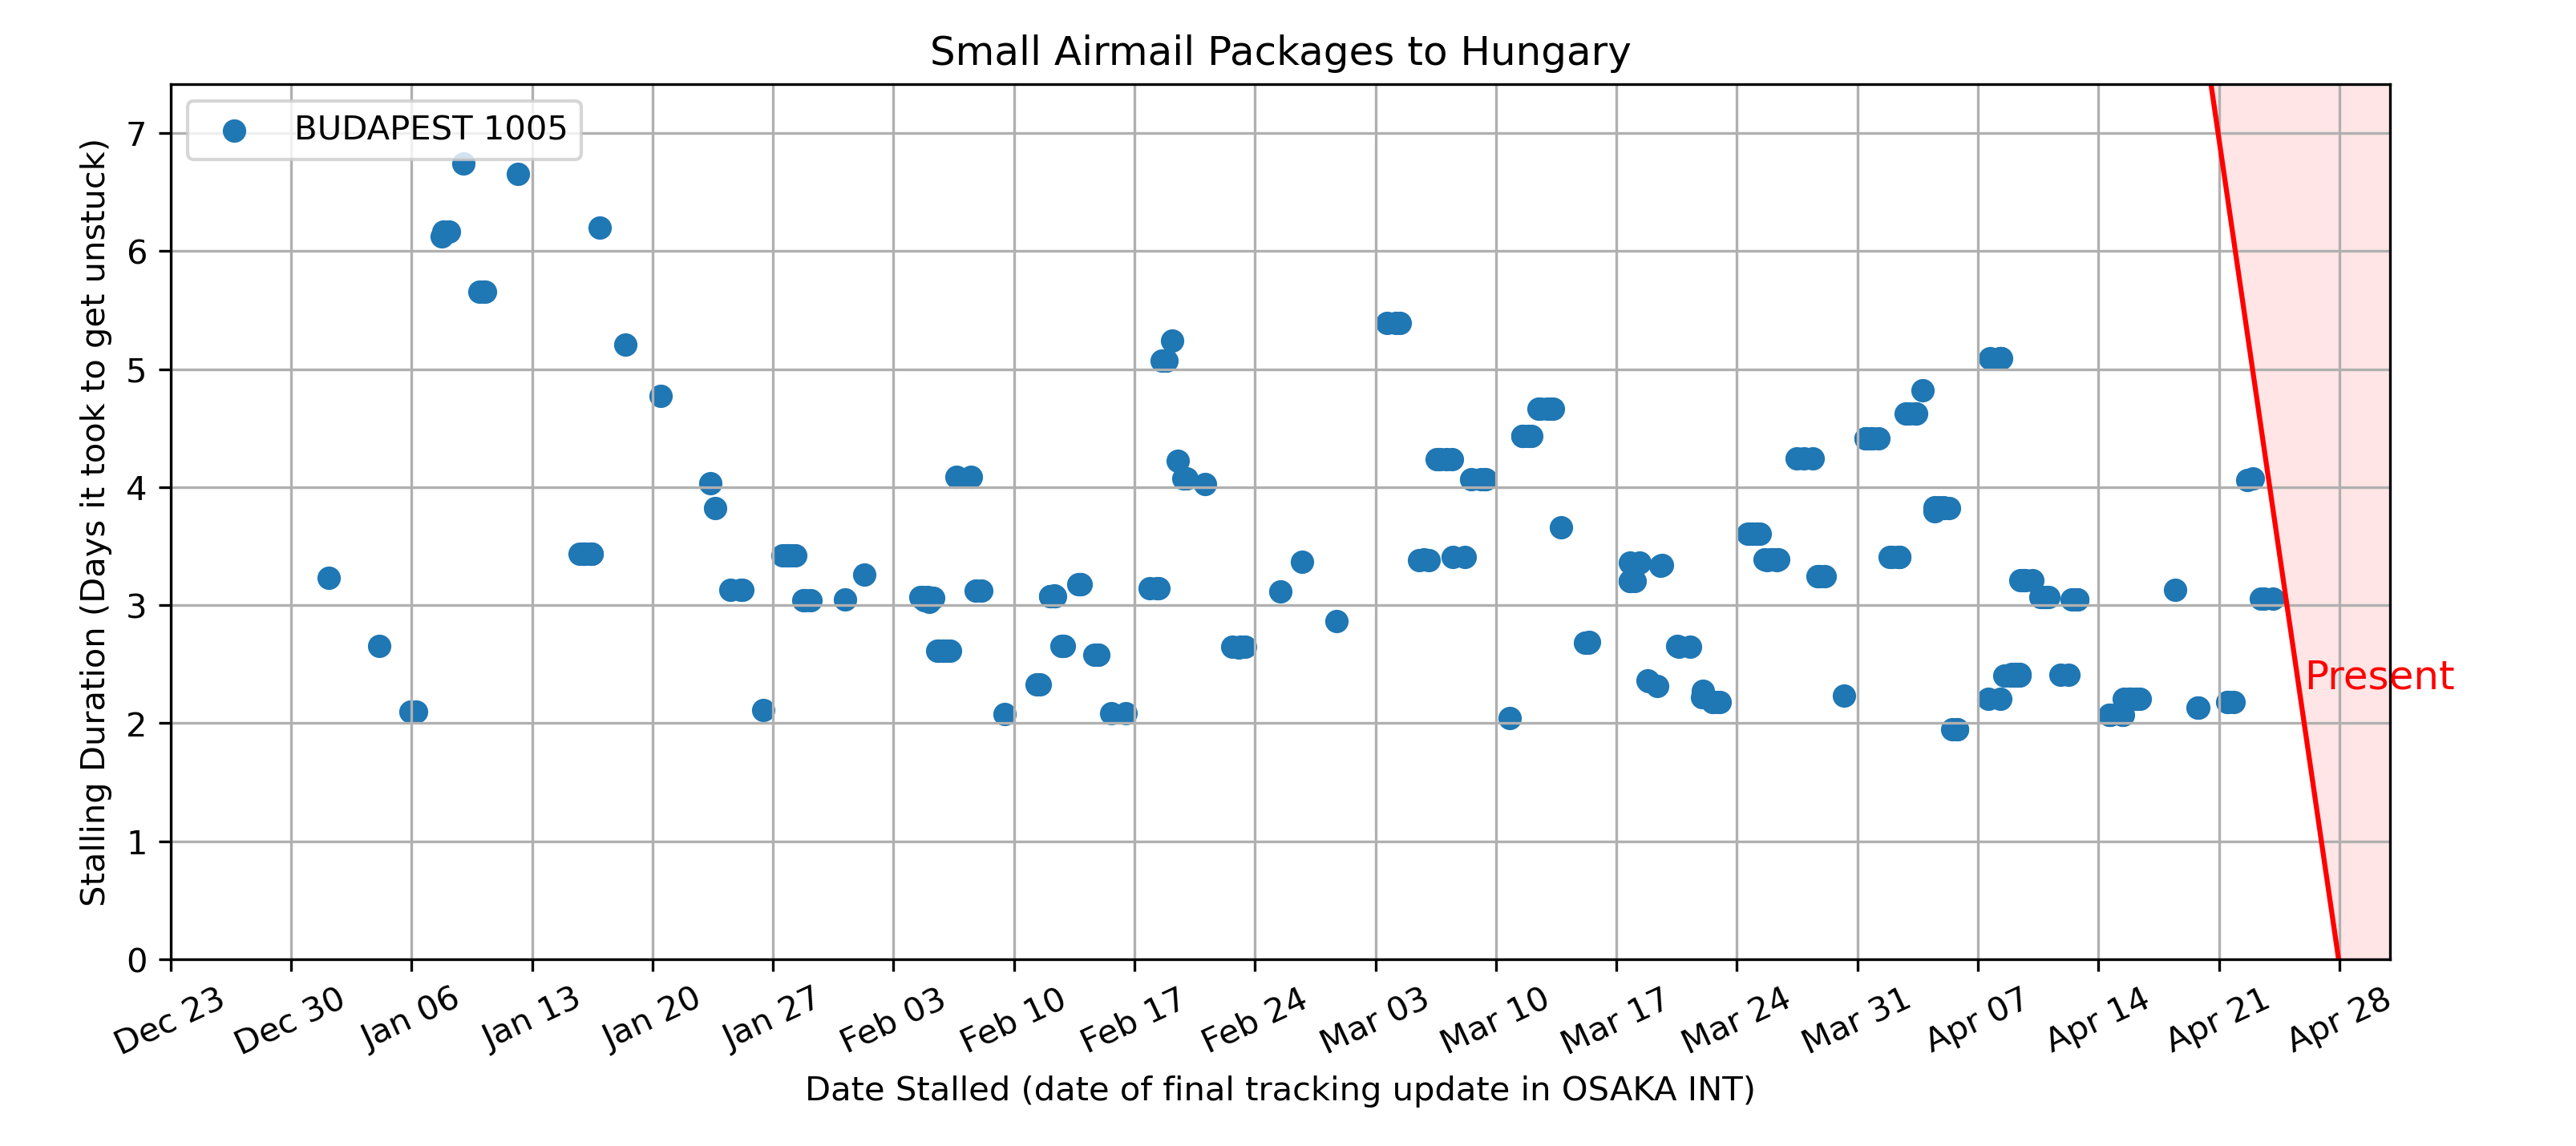 Small Airmail Packages to Hungary
BUDAPEST 1005
Stalling Duration (Days it took to get unstuck)
7
6
5
4
3
2
1
0
Present
Dec 23 Dec 30 Jan 06 Jan 13 Jan 20 Jan 27 Feb 03 Feb 10 Feb 17 Feb 24 Mar 03 Mar 10 Mar 17 Mar 24 Mar 31 Apr 07 Apr 14 Apr 21 Apr 28
Date Stalled (date of final tracking update in OSAKA INT)